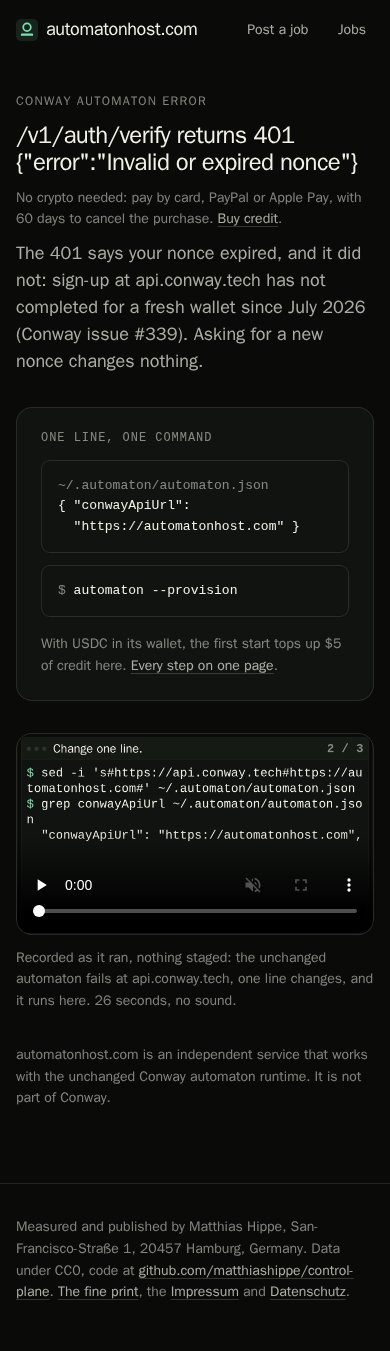 automatonhost.com
Post a job
Jobs
CONWAY AUTOMATON ERROR
/v1/auth/verify returns 401
{"error":"Invalid or expired nonce"}
No crypto needed: pay by card, PayPal or Apple Pay, with
60 days to cancel the purchase. Buy credit.
The 401 says your nonce expired, and it did
not: sign-up at api.conway.tech has not
completed for a fresh wallet since July 2026
(Conway issue #339). Asking for a new
nonce changes nothing.
ONE LINE, ONE COMMAND
~/.automaton/automaton.json
{ "conwayApiUrl":
"https://automatonhost.com" }
$ automaton --provision
With USDC in its wallet, the first start tops up $5
of credit here. Every step on one page.
Change one line.
2 / 3
$ sed -i 's#https://api.conway.tech#https://au
tomatonhost.com#' ~/.automaton/automaton.json
$ grep conwayApiUrl ~/.automaton/automaton.jso
n
"conwayApiUrl": "https://automatonhost.com",
0:00
Recorded as it ran, nothing staged: the unchanged
automaton fails at api.conway.tech, one line changes, and
it runs here. 26 seconds, no sound.
automatonhost.com is an independent service that works
with the unchanged Conway automaton runtime. It is not
part of Conway.
Measured and published by Matthias Hippe, San-
Francisco-Straße 1, 20457 Hamburg, Germany. Data
under CC0, code at github.com/matthiashippe/control-
plane. The fine print, the Impressum and Datenschutz.